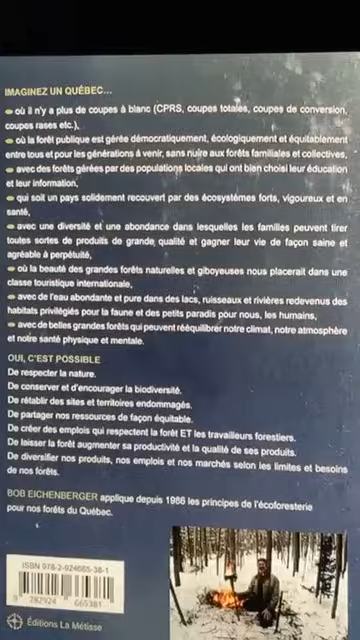 IMAGINEZ UN QUÉBEC...
où il n'y a plus de coupes à blanc (CPRS, coupes totales, coupes de conversion,
coupes rases etc.),
où la forêt publique est gérée démocratiquement, écologiquement et équitablement
entre tous et pour les générations à venir, sans nuire aux forêts familiales et collectives,
avec des forêts gérées par des populations locales qui ont bien choisi leur éducation
et leur information,
qui soit un pays solidement recouvert par des écosystèmes forts, vigoureux et en
santé,
avec une diversité et une abondance dans lesquelles les familles peuvent tirer
toutes sortes de produits de grande qualité et gagner leur vie de façon saine et
agréable à perpétuité,
où la beauté des grandes forêts naturelles et giboyeuses nous placerait dans une
classe touristique internationale,
avec de l'eau abondante et pure dans des lacs, ruisseaux et rivières redevenus des
habitats privilégiés pour la faune et des petits paradis pour nous, les humains,
avec de belles grandes forêts qui peuvent rééquilibrer notre climat, notre atmosphère
et notre santé physique et mentale.
OUI, C'EST POSSIBLE
De respecter la nature.
De conserver et d'encourager la biodiversité.
De rétablir des sites et territoires endommagés.
De partager nos ressources de façon équitable.
De créer des emplois qui respectent la forêt ET les travailleurs forestiers.
De laisser la forêt augmenter sa productivité et la qualité de ses produits.
De diversifier nos produits, nos emplois et nos marchés selon les limites et besoins
de nos forêts.
BOB EICHENBERGER applique depuis 1986 les principes de l'écoforesterie
pour nos forêts du Québec.
ISBN 978-2-924665-38-1
9 782924 665381
Éditions La Métisse